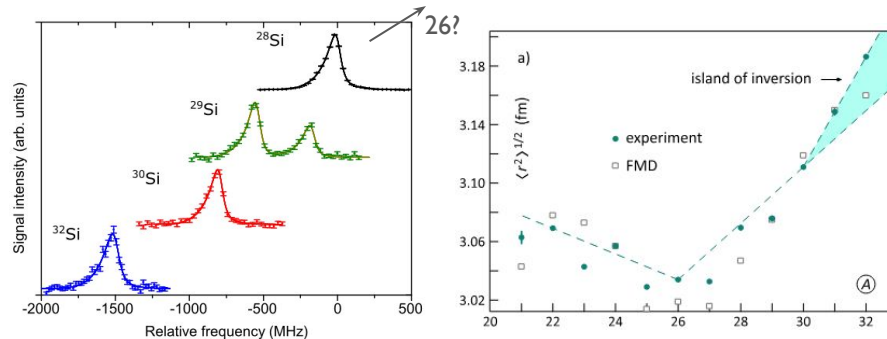 28Si
26?
29Si
30Si
32Si
Signal intensity (arb. units)
-2000 -1500 -1000 -500 0 500
Relative frequency (MHz)
a)
island of inversion
experiment
FMD
⟨r²⟩1/2 (fm)
3.18
3.14
3.10
3.06
3.02
A
20 22 24 26 28 30 32